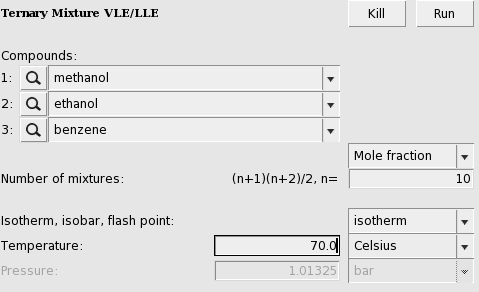 Ternary Mixture VLE/LLE Kill Run
Compounds:
1: methanol
2: ethanol
3: benzene
Mole fraction
Number of mixtures: (n+1)(n+2)/2, n= 10
Isotherm, isobar, flash point: isotherm
Temperature: 70.0 Celsius
Pressure: 1.01325 bar